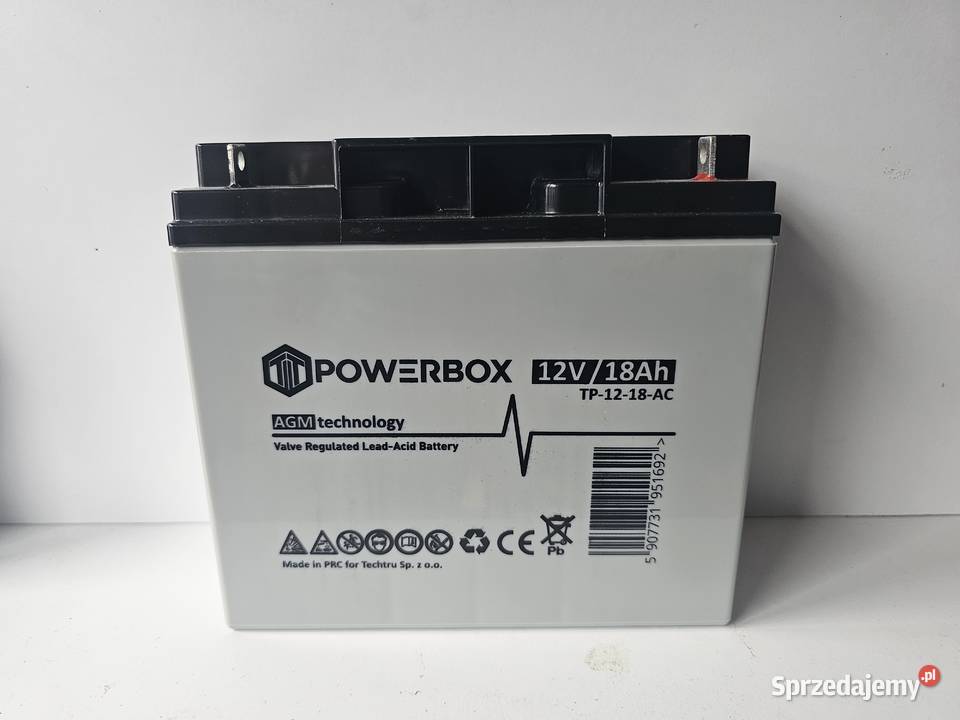 POWERBOX 12V/18Ah
TP-12-18-AC
AGM technology
Valve Regulated Lead-Acid Battery
5 907731 951692 >
Pb
Made in PRC for Techtru Sp. z o.o.
Sprzedajemy.pl